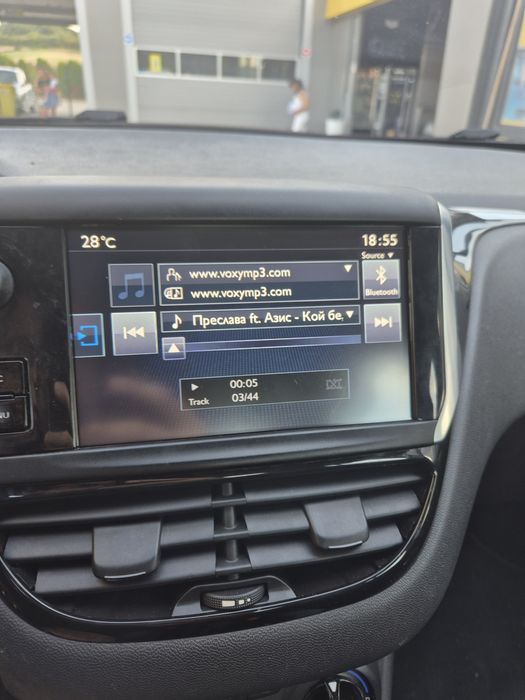 28°C
18:55
Source ▼
www.voxymp3.com
www.voxymp3.com
Bluetooth
Преслава ft. Азис - Кой бе
00:05
Track 03/44